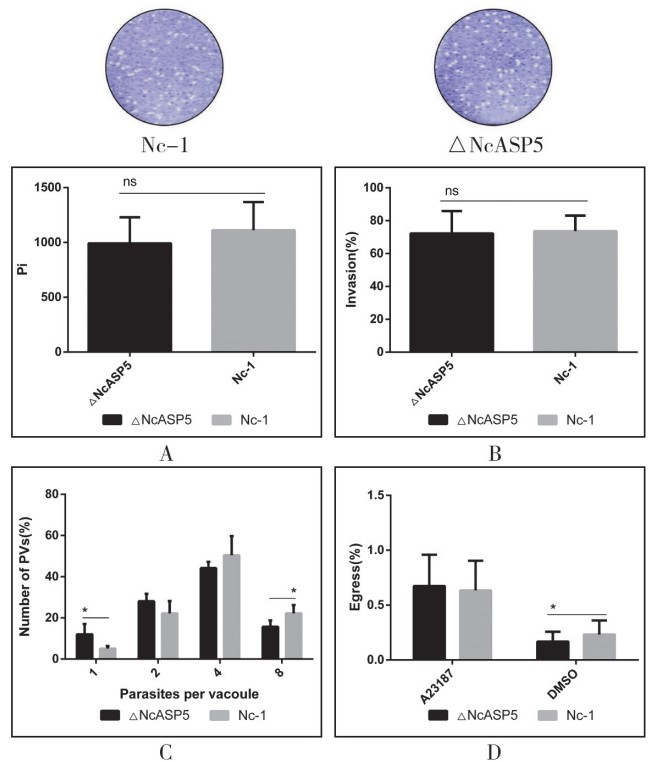 Nc-1
△NcASP5
ns
1500
1000
500
0
Pi
△NcASP5
Nc-1
△NcASP5 Nc-1
A
ns
100
80
60
40
20
0
Invasion(%)
△NcASP5
Nc-1
△NcASP5 Nc-1
B
80
60
40
20
0
Number of PVs(%)
*
*
1
2
4
8
Parasites per vacoule
△NcASP5 Nc-1
C
1.5
1.0
0.5
0.0
Egress(%)
*
A23187
DMSO
△NcASP5 Nc-1
D